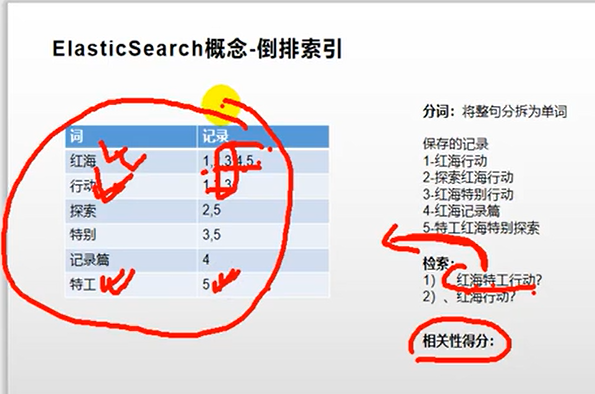 ElasticSearch概念-倒排索引
分词：将整句分拆为单词
词 记录
红海 1,2,3,4,5
行动 1,2,3
探索 2,5
特别 3,5
记录篇 4
特工 5
保存的记录
1-红海行动
2-探索红海行动
3-红海特别行动
4-红海记录篇
5-特工红海特别探索
检索：
1）、红海特工行动?
2）、红海行动?
相关性得分：